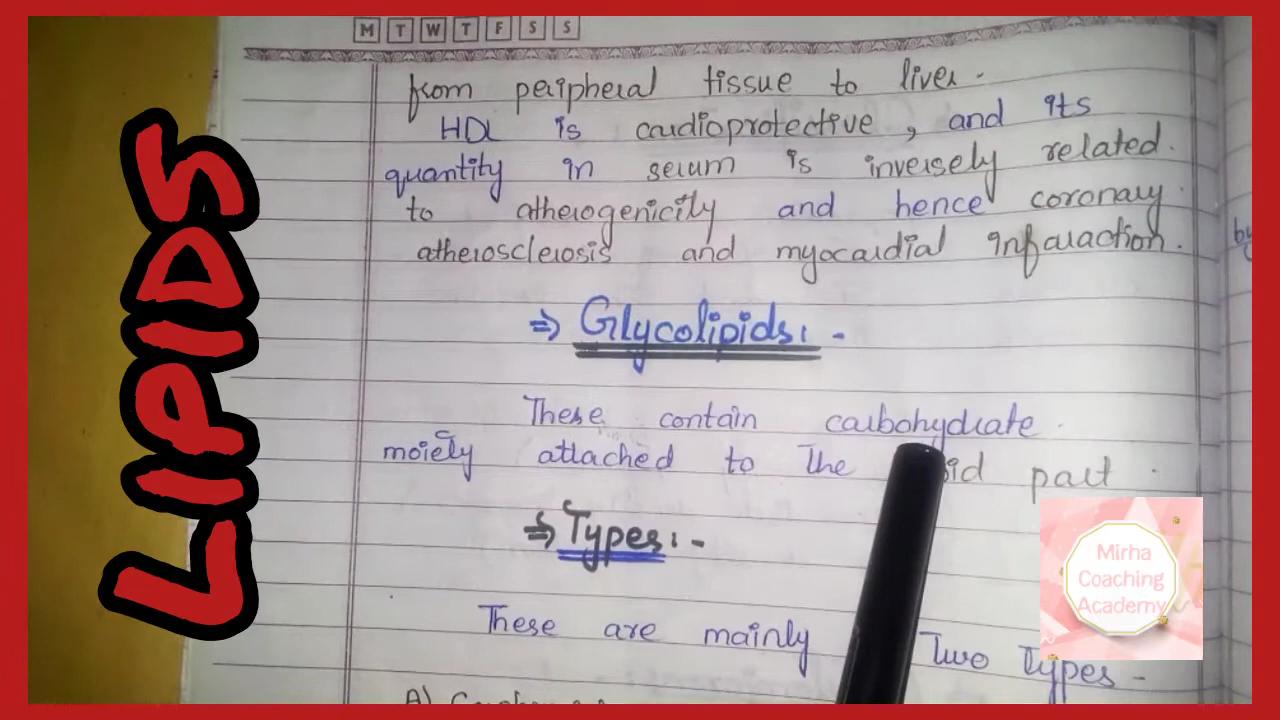 M T W T F S S
from peripheral tissue to liver.
HDL is cardioprotective, and its
quantity in serum is inversely related.
to atherogenicity and hence coronary
atherosclerosis and myocardial infaraction.
by
⇒ Glycolipids:-
These contain carbohydrate.
moiety attached to the part.
⇒ Types:-
These are mainly Two Types-
A)
LIPIDS
Mirha
Coaching
Academy